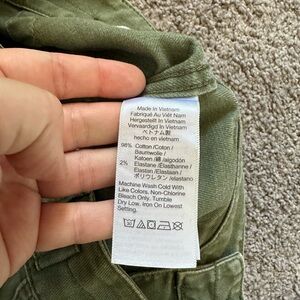 Made In Vietnam
Fabriqué Au Viêt Nam
Hergestellt In Vietnam
Vervaardigd In Vietnam
ベトナム製
hecho en vietnam
98% Cotton /Coton /
Baumwolle /
Katoen /綿 /algodón
2% Elastane /Élasthanne /
Elastan /Elastaan /
ポリウレタン /elastano
Machine Wash Cold With
Like Colors, Non-Chlorine
Bleach Only, Tumble
Dry Low, Iron On Lowest
Setting.